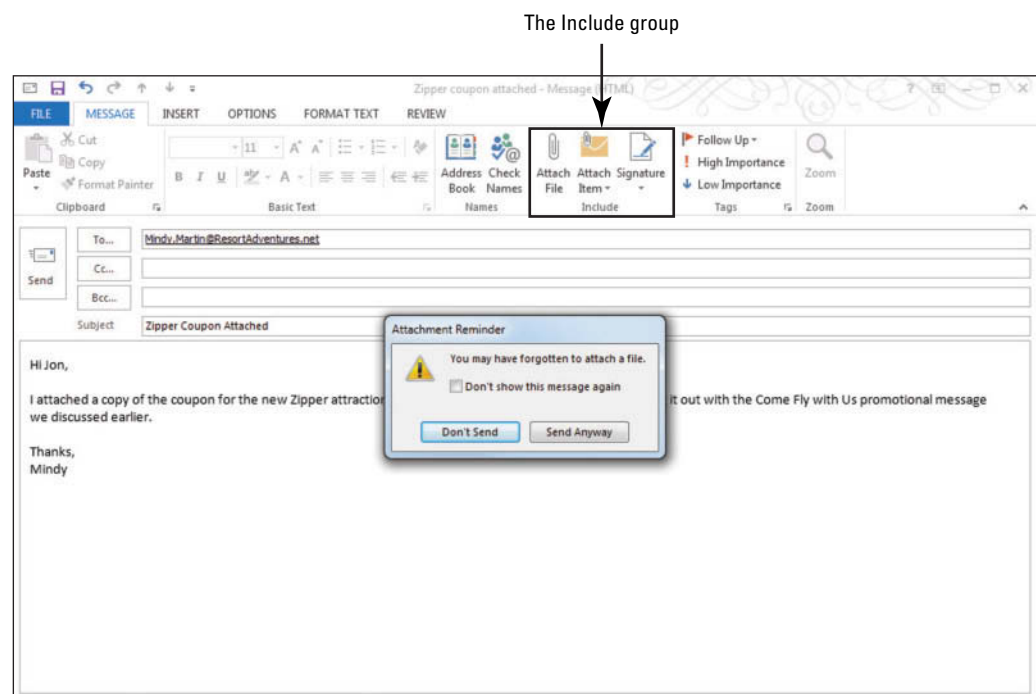 The Include group
Zipper coupon attached - Message (HTML)
FILE MESSAGE INSERT OPTIONS FORMAT TEXT REVIEW
Paste
Cut
Copy
Format Painter
Clipboard
11
B I U A
Basic Text
Address Book
Check Names
Names
Attach File
Attach Item
Signature
Include
Follow Up
High Importance
Low Importance
Tags
Zoom
Zoom
Send
To... Mindy.Martin@ResortAdventures.net
Cc...
Bcc...
Subject Zipper Coupon Attached
Hi Jon,
I attached a copy of the coupon for the new Zipper attraction it out with the Come Fly with Us promotional message
we discussed earlier.
Thanks,
Mindy
Attachment Reminder
You may have forgotten to attach a file.
Don't show this message again
Don't Send Send Anyway